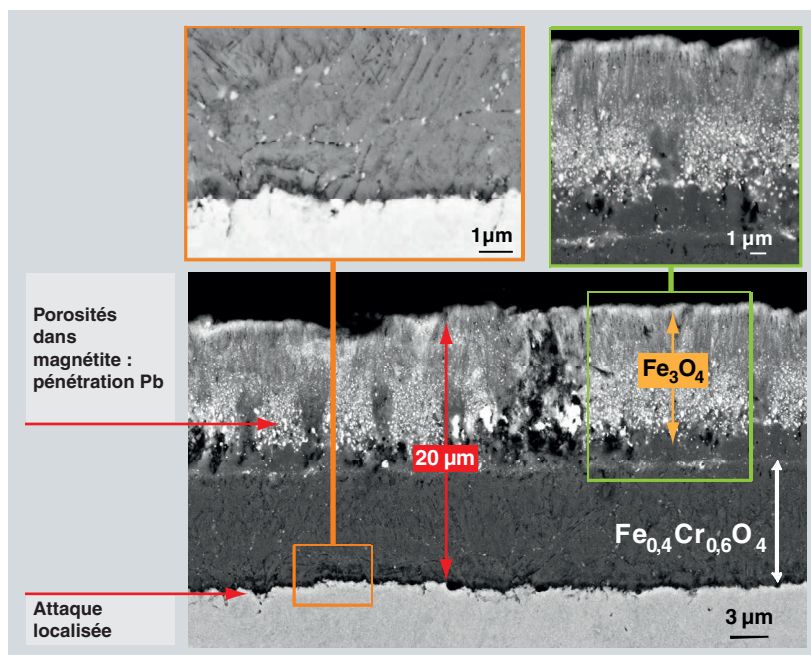 1 µm
1 µm
Porosités
dans
magnétite :
pénétration Pb
Fe₃O₄
20 µm
Fe₀,₄Cr₀,₆O₄
Attaque
localisée
3 µm